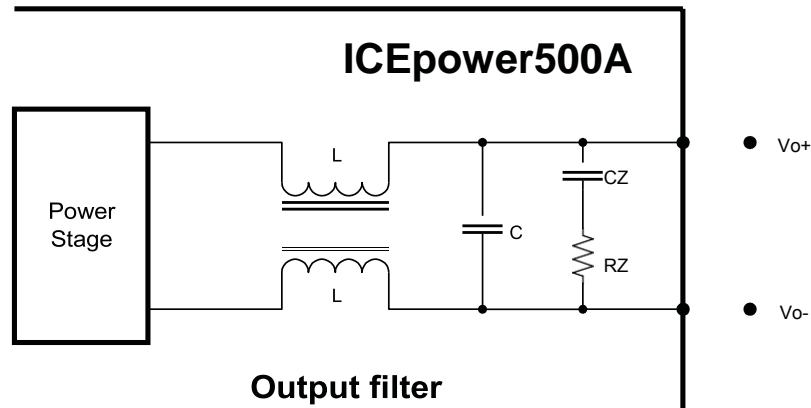 ICEpower500A
L
Vo+
CZ
Power
Stage
C
RZ
L
Vo-
Output filter